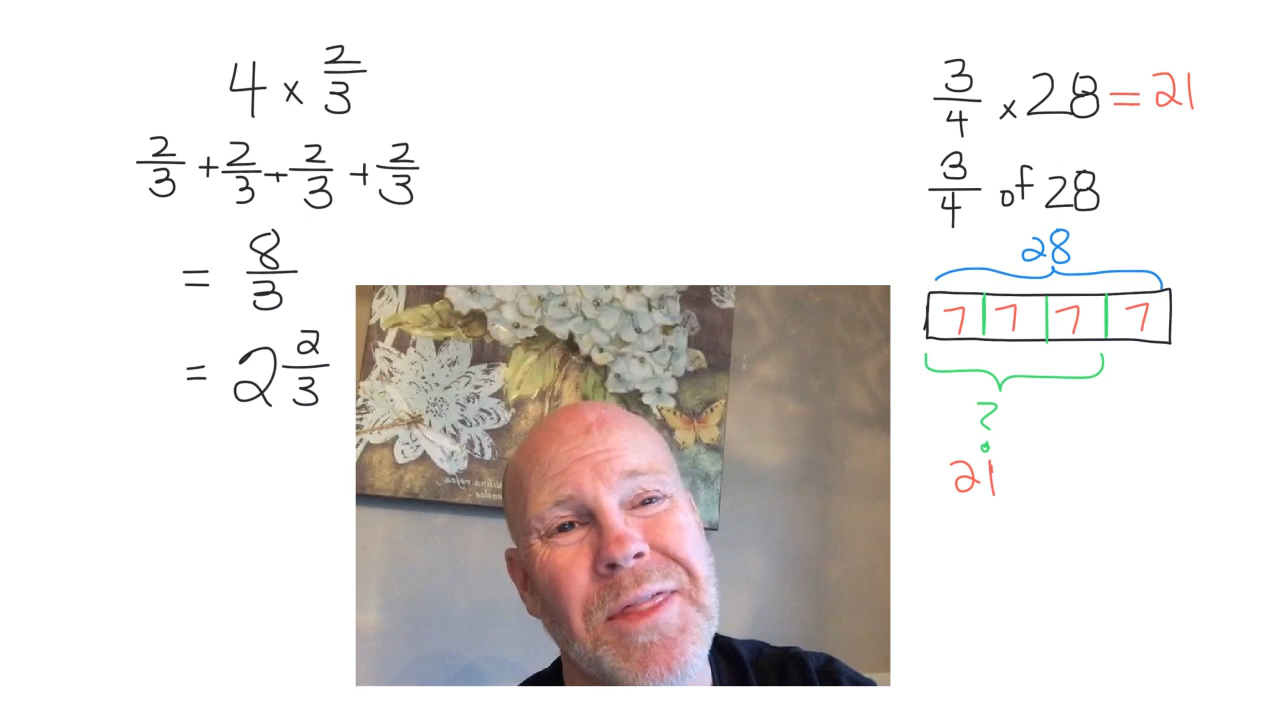 4 × 2/3
2/3 + 2/3 + 2/3 + 2/3
= 8/3
= 2 2/3
3/4 × 28 = 21
3/4 of 28
28
7 7 7 7
?
21